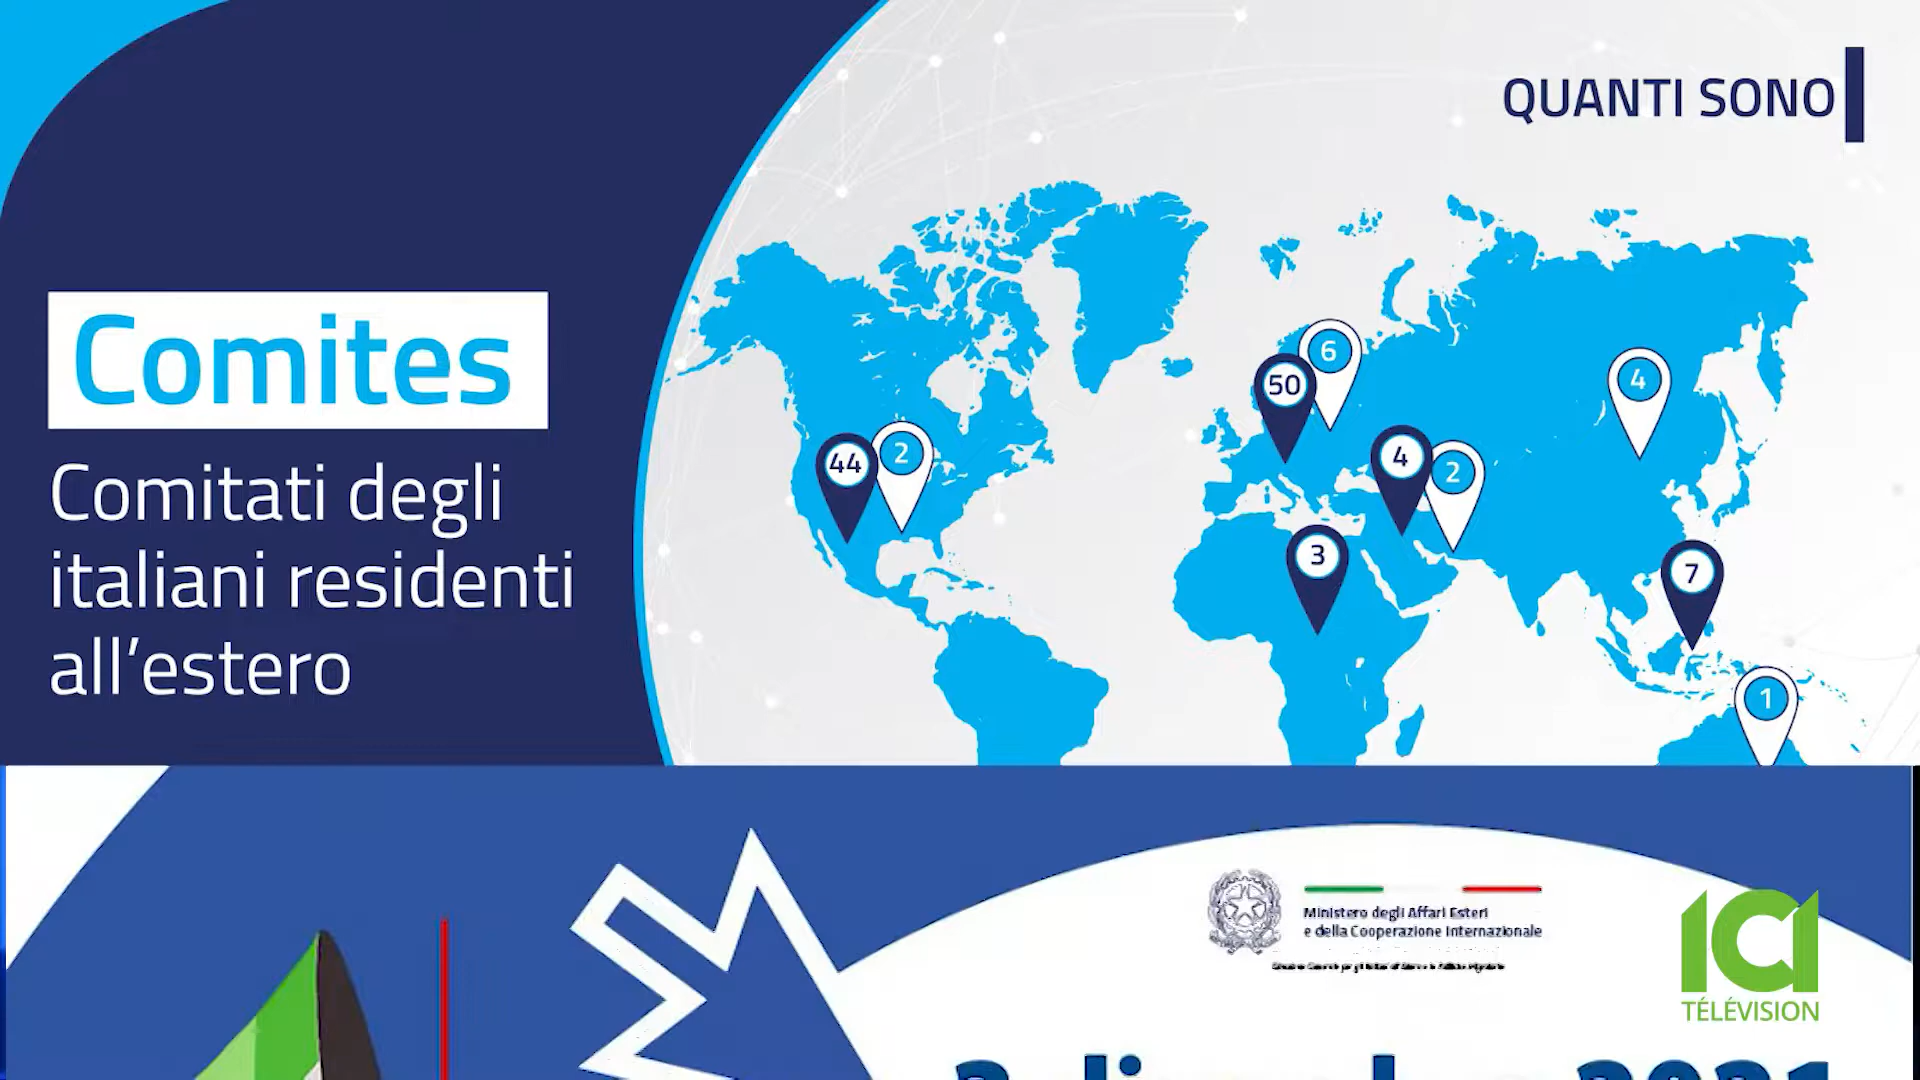 QUANTI SONO
Comites
Comitati degli
italiani residenti
all'estero
6
50
4
44
2
4
2
3
7
1
Ministero degli Affari Esteri
e della Cooperazione Internazionale
ICI
TÉLÉVISION
2021